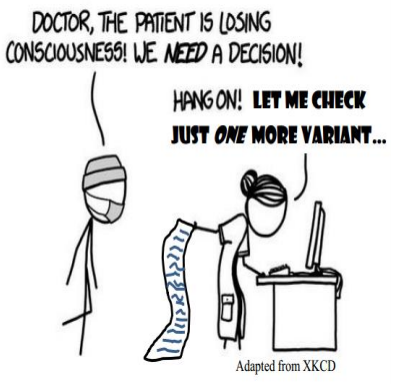 DOCTOR, THE PATIENT IS LOSING
CONSCIOUSNESS! WE NEED A DECISION!
HANG ON! LET ME CHECK
JUST ONE MORE VARIANT...
Adapted from XKCD